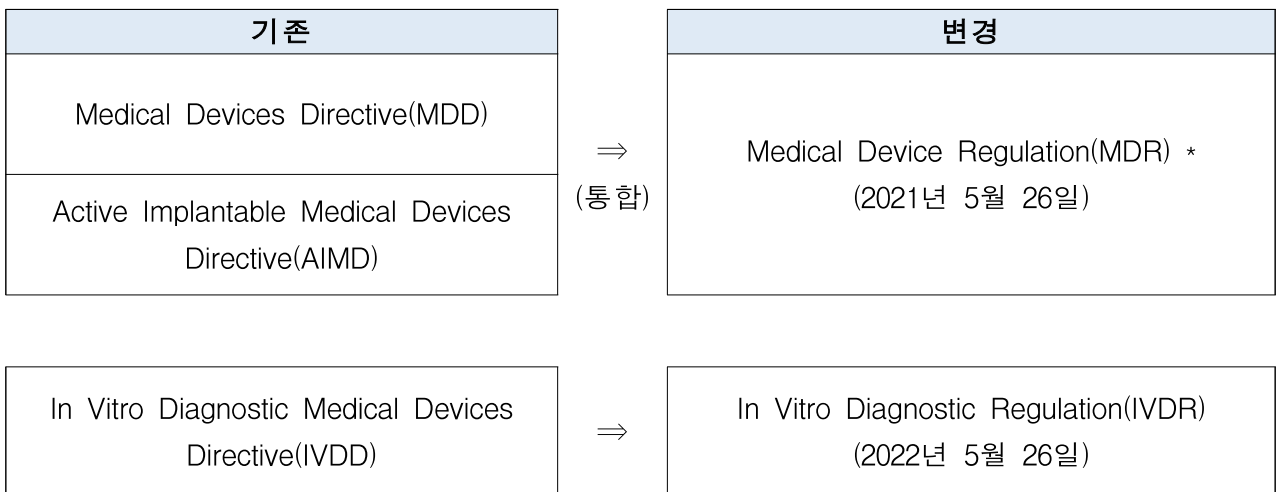 기존
변경
Medical Devices Directive(MDD)
Active Implantable Medical Devices
Directive(AIMD)
⇒
(통합)
Medical Device Regulation(MDR) *
(2021년 5월 26일)
In Vitro Diagnostic Medical Devices
Directive(IVDD)
⇒
In Vitro Diagnostic Regulation(IVDR)
(2022년 5월 26일)